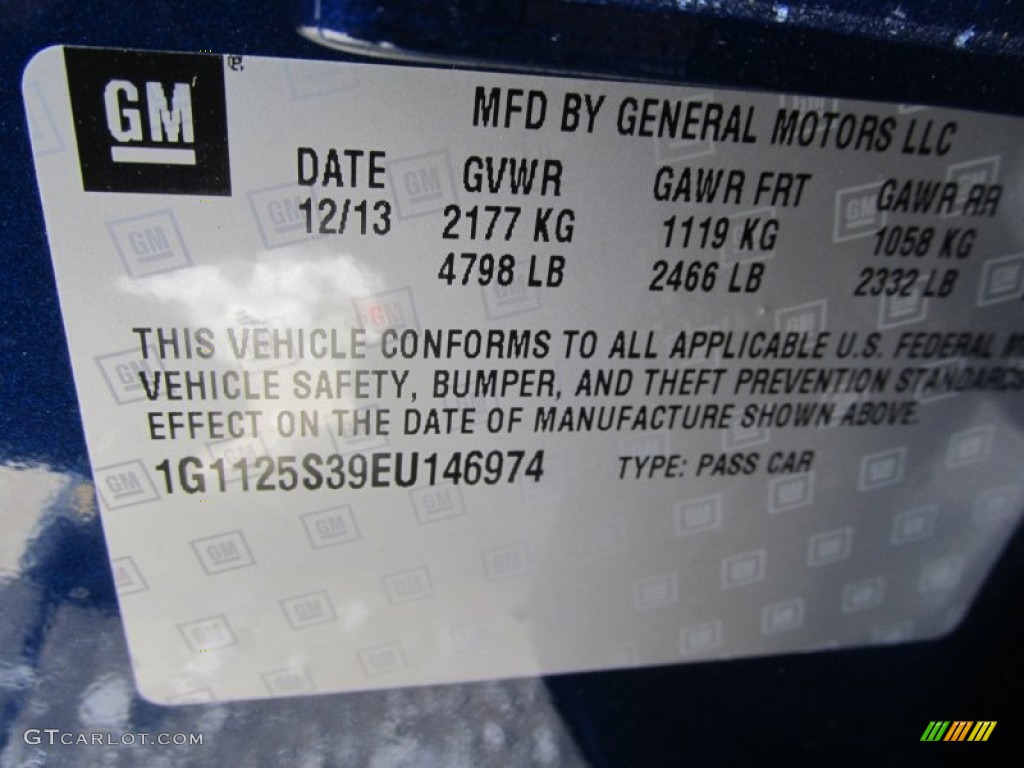 GM
MFD BY GENERAL MOTORS LLC
DATE GVWR GAWR FRT GAWR RR
12/13 2177 KG 1119 KG 1058 KG
4798 LB 2466 LB 2332 LB
THIS VEHICLE CONFORMS TO ALL APPLICABLE U.S. FEDERAL
VEHICLE SAFETY, BUMPER, AND THEFT PREVENTION STANDARDS
EFFECT ON THE DATE OF MANUFACTURE SHOWN ABOVE.
1G1125S39EU146974 TYPE: PASS CAR
GTCARLOT.COM